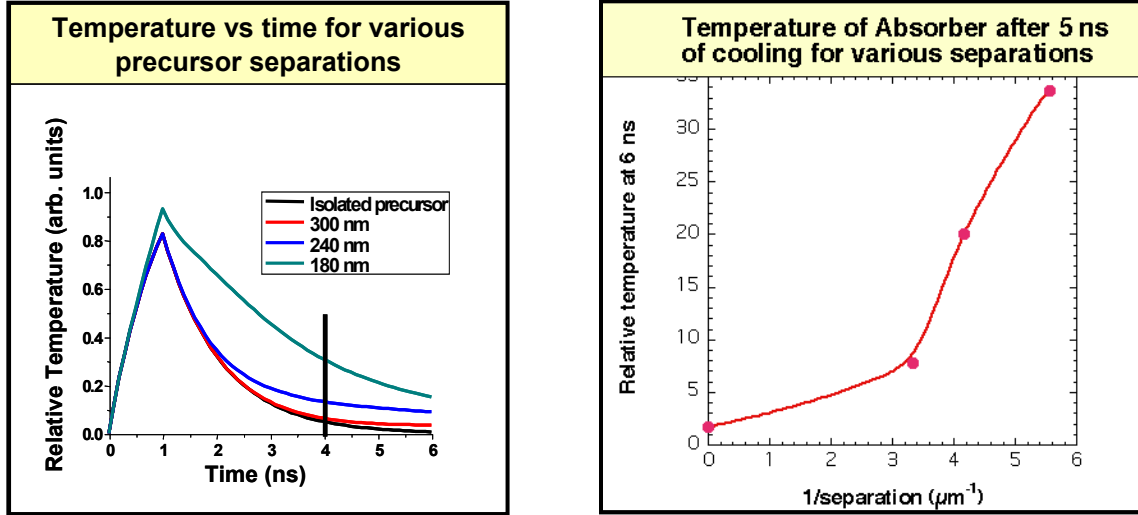 Temperature vs time for various
precursor separations
Relative Temperature (arb. units)
1.0
0.8
0.6
0.4
0.2
0.0
Isolated precursor
300 nm
240 nm
180 nm
0 1 2 3 4 5 6
Time (ns)
Temperature of Absorber after 5 ns
of cooling for various separations
Relative temperature at 6 ns
35
30
25
20
15
10
5
0
0 1 2 3 4 5 6
1/separation (μm⁻¹)